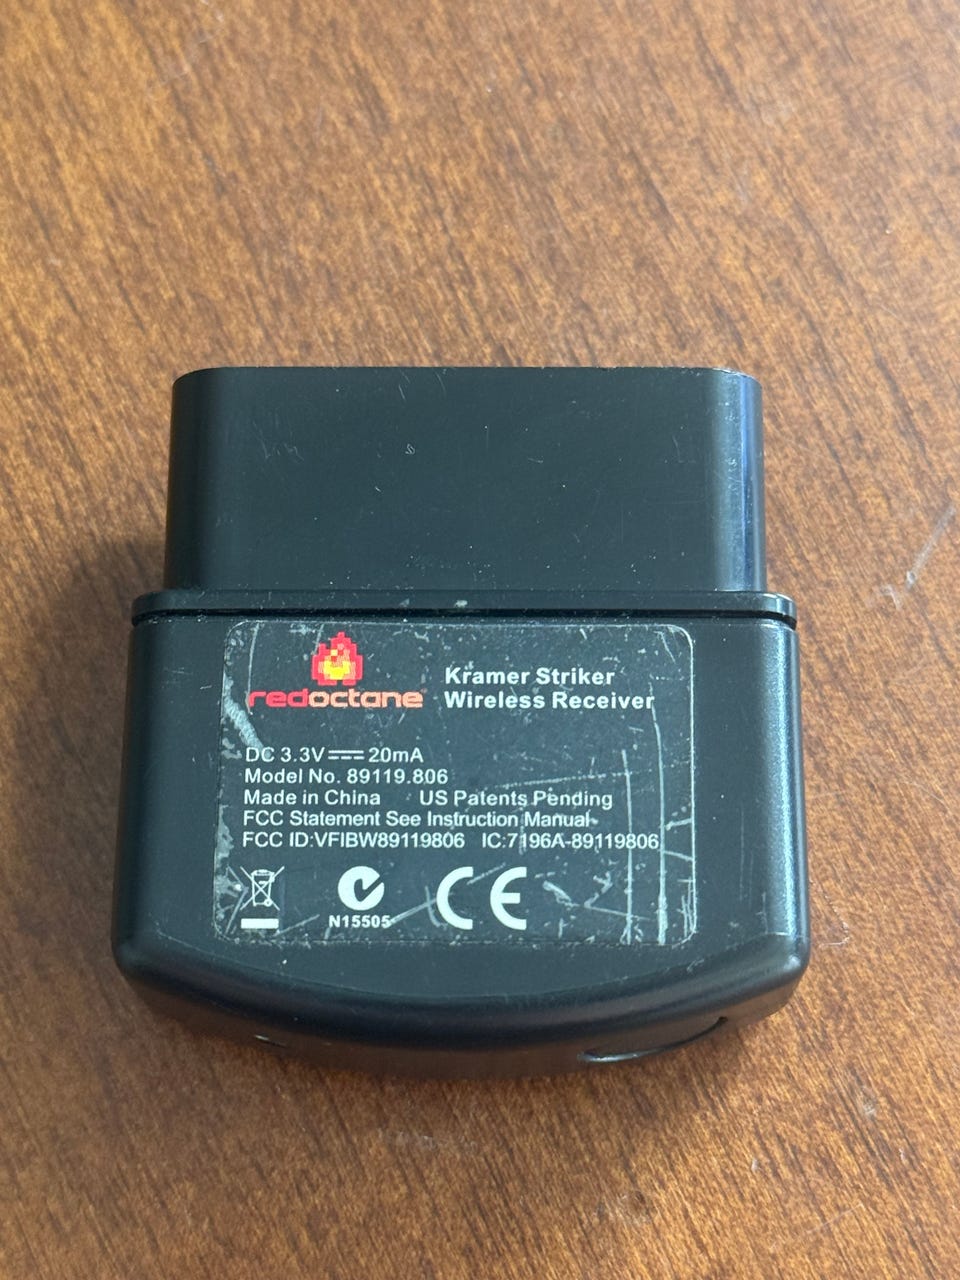 redoctane
Kramer Striker
Wireless Receiver
DC 3.3V ⎓ 20mA
Model No. 89119.806
Made in China US Patents Pending
FCC Statement See Instruction Manual
FCC ID:VFIBW89119806 IC:7196A-89119806
N15505
CE